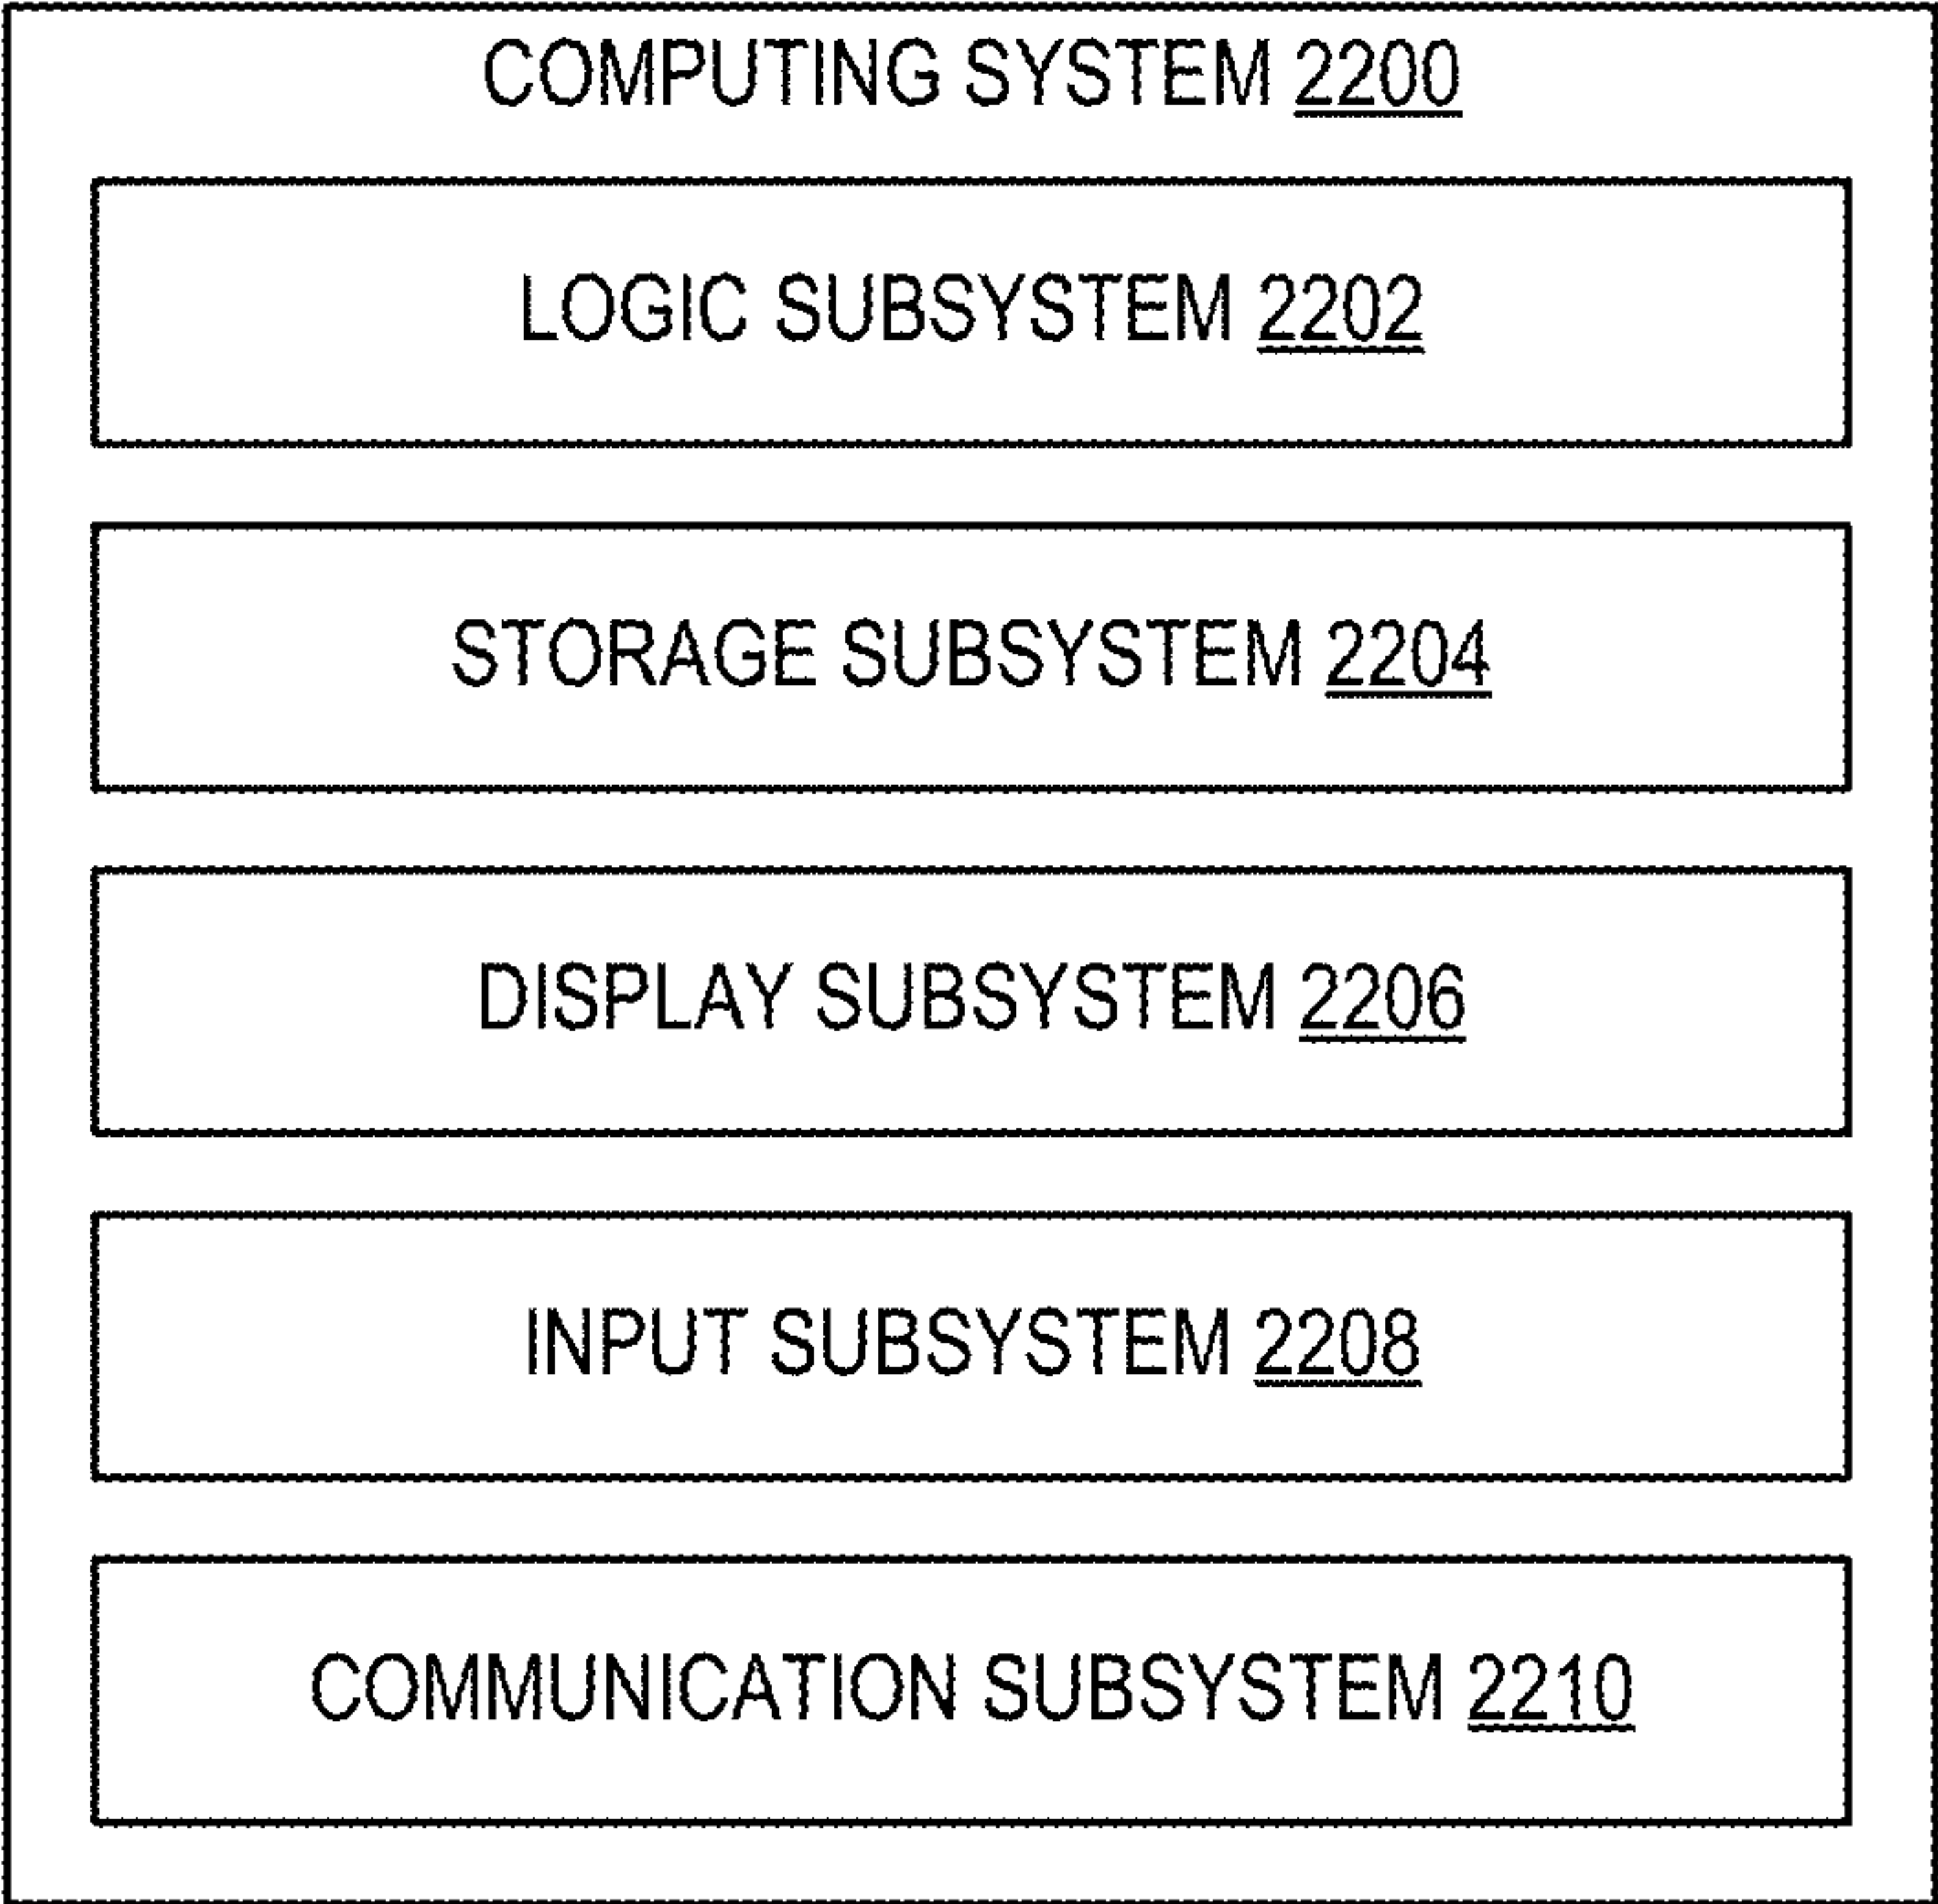 COMPUTING SYSTEM 2200
LOGIC SUBSYSTEM 2202
STORAGE SUBSYSTEM 2204
DISPLAY SUBSYSTEM 2206
INPUT SUBSYSTEM 2208
COMMUNICATION SUBSYSTEM 2210